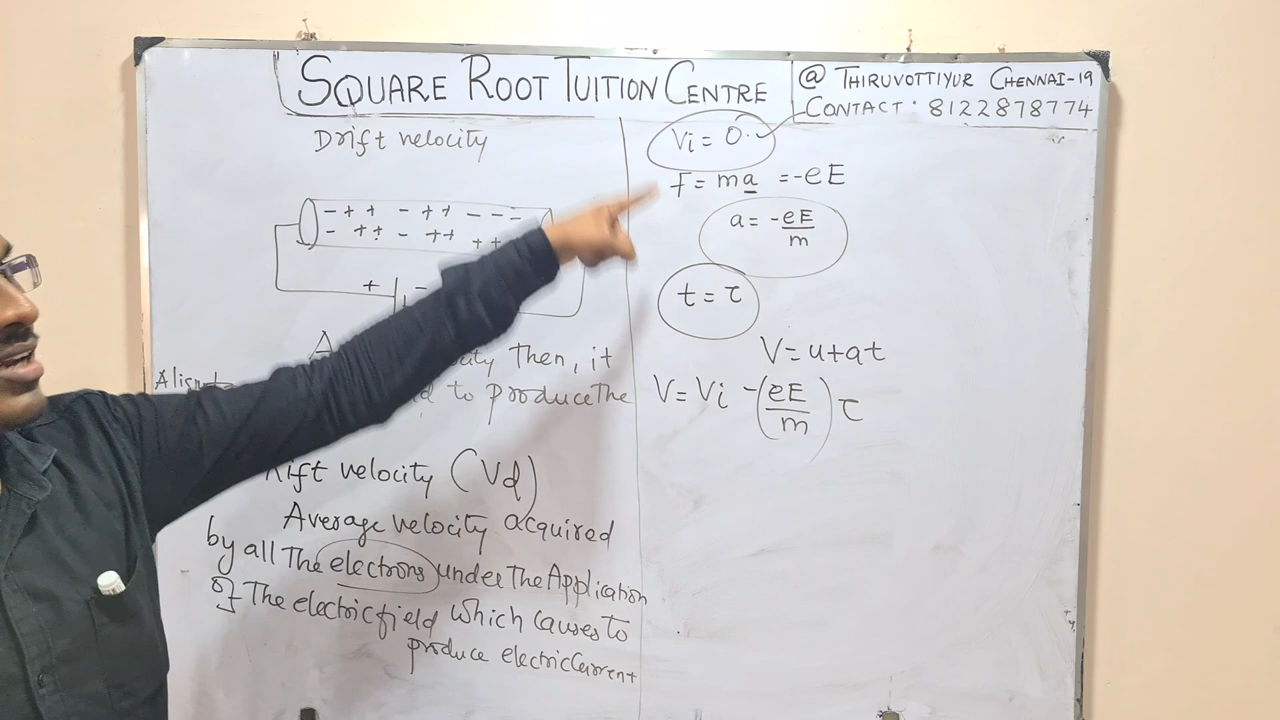 SQUARE ROOT TUITION CENTRE
@ THIRUVOTTIYUR CHENNAI-19
CONTACT : 8122878774
Drift velocity
- + + - + + - - -
- + + - + + + +
+ -
Then, it
to produce the
velocity (Vd)
Average velocity acquired
by all The electrons under The Application
of The electric field which causes to
produce electric Current
Vi = 0
F = ma = -eE
a = -eE/m
t = τ
V = u+at
V = Vi -(eE/m) τ